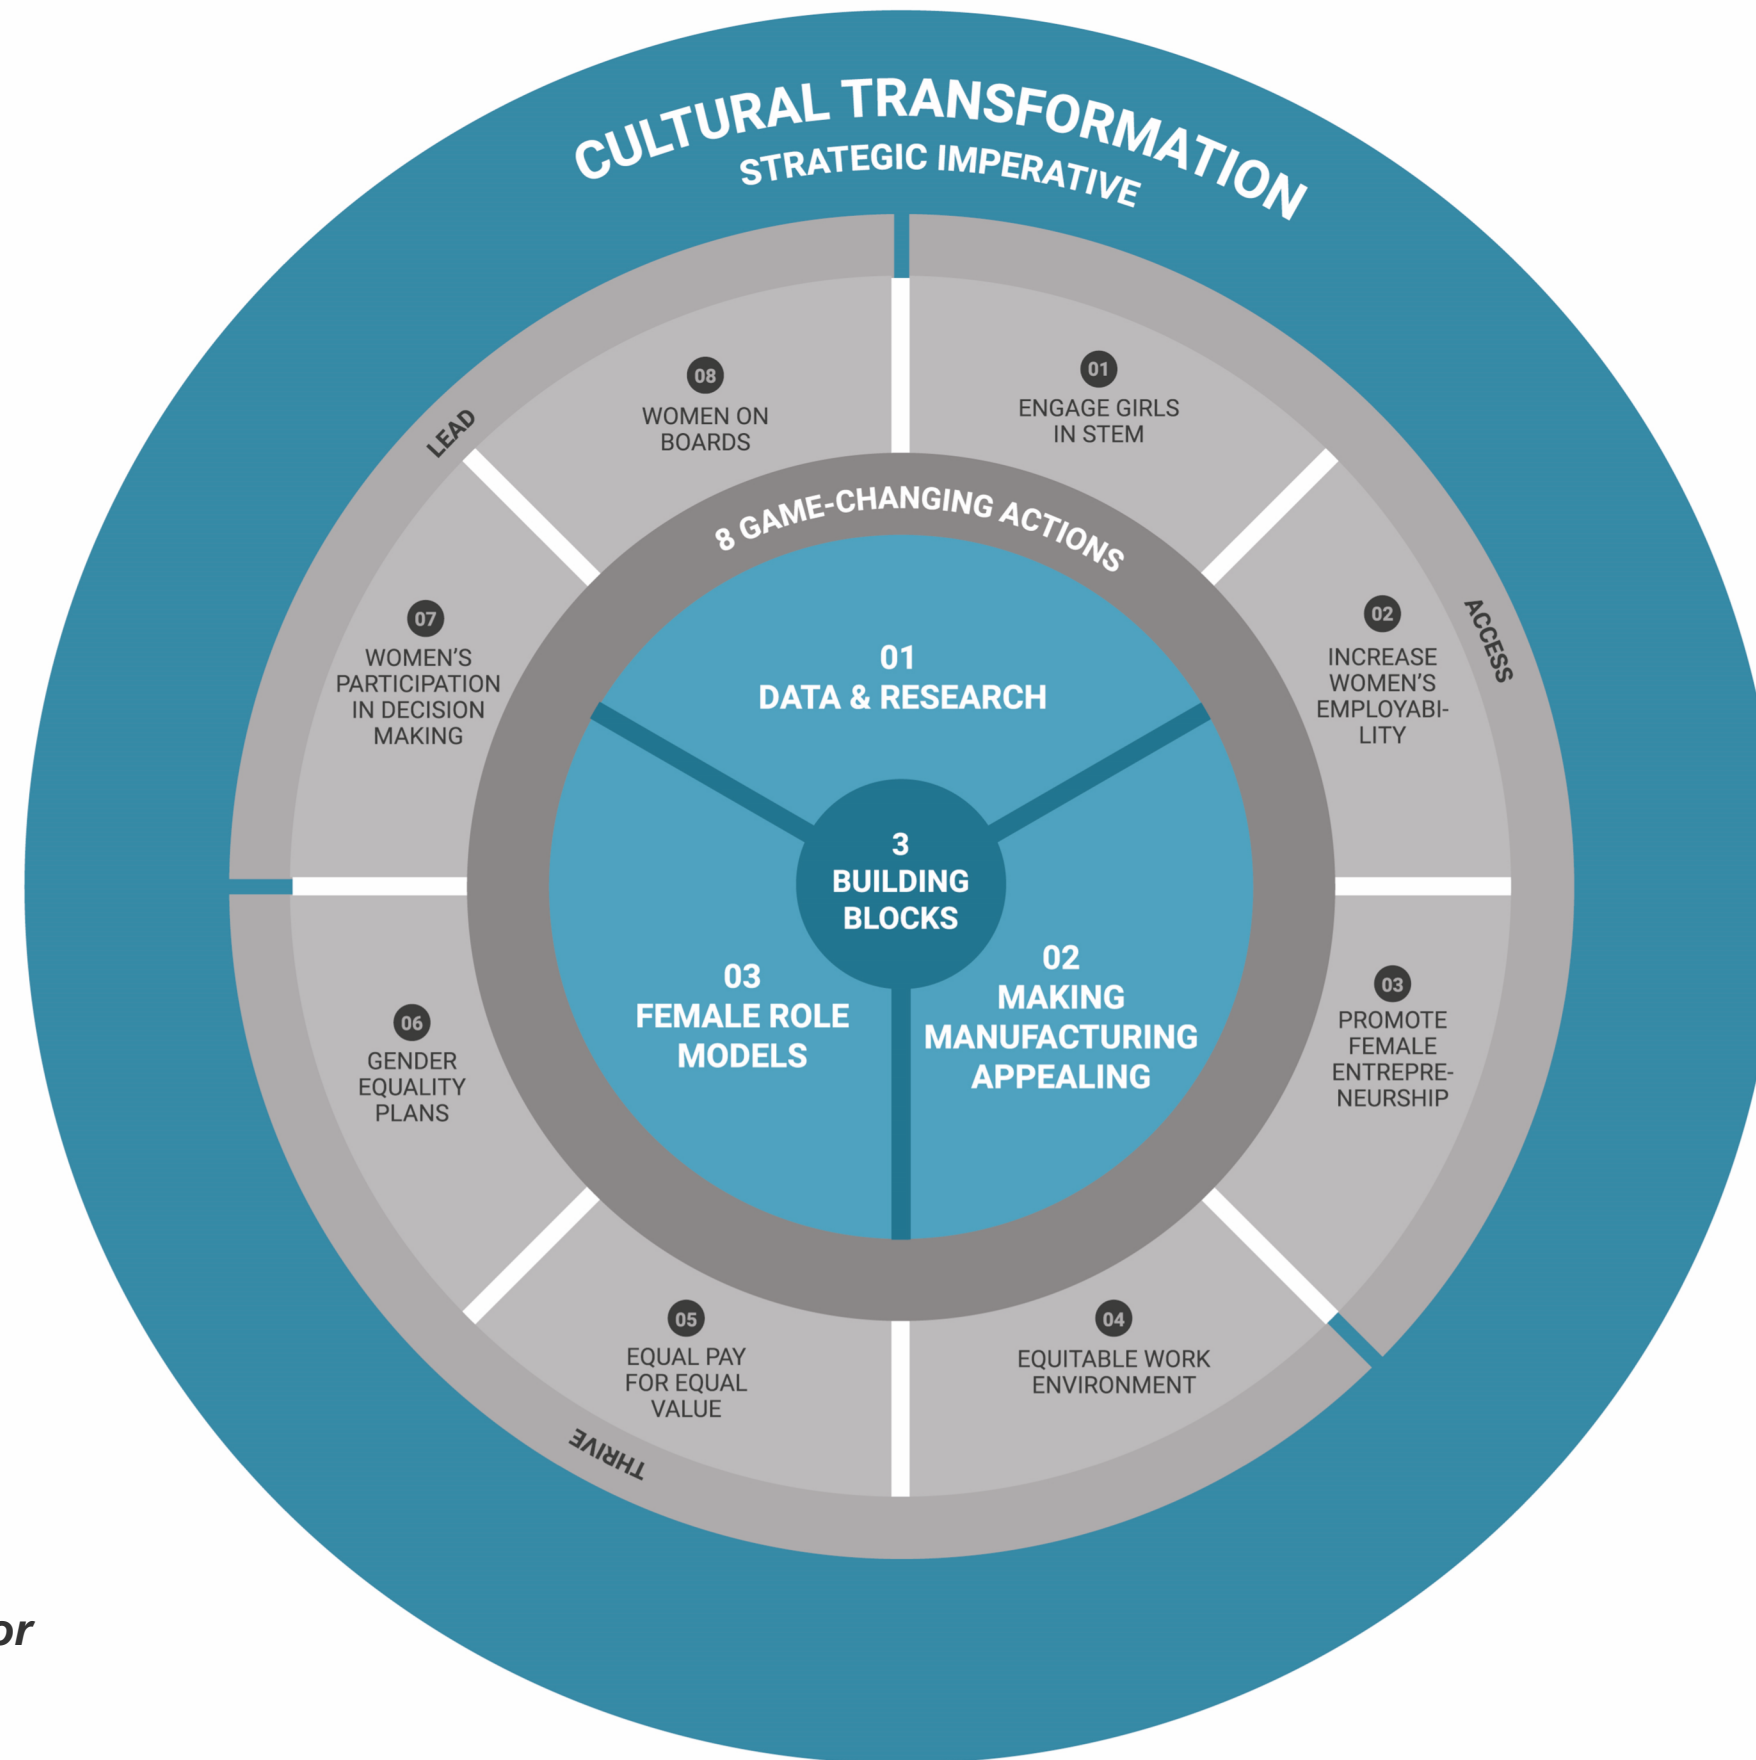 CULTURAL TRANSFORMATION
STRATEGIC IMPERATIVE
01
ENGAGE GIRLS
IN STEM
ACCESS
02
INCREASE
WOMEN'S
EMPLOYABI-
LITY
03
PROMOTE
FEMALE
ENTREPRE-
NEURSHIP
04
EQUITABLE WORK
ENVIRONMENT
THRIVE
05
EQUAL PAY
FOR EQUAL
VALUE
06
GENDER
EQUALITY
PLANS
LEAD
07
WOMEN'S
PARTICIPATION
IN DECISION
MAKING
08
WOMEN ON
BOARDS
8 GAME-CHANGING ACTIONS
01
DATA & RESEARCH
02
MAKING
MANUFACTURING
APPEALING
03
FEMALE ROLE
MODELS
3
BUILDING
BLOCKS
or